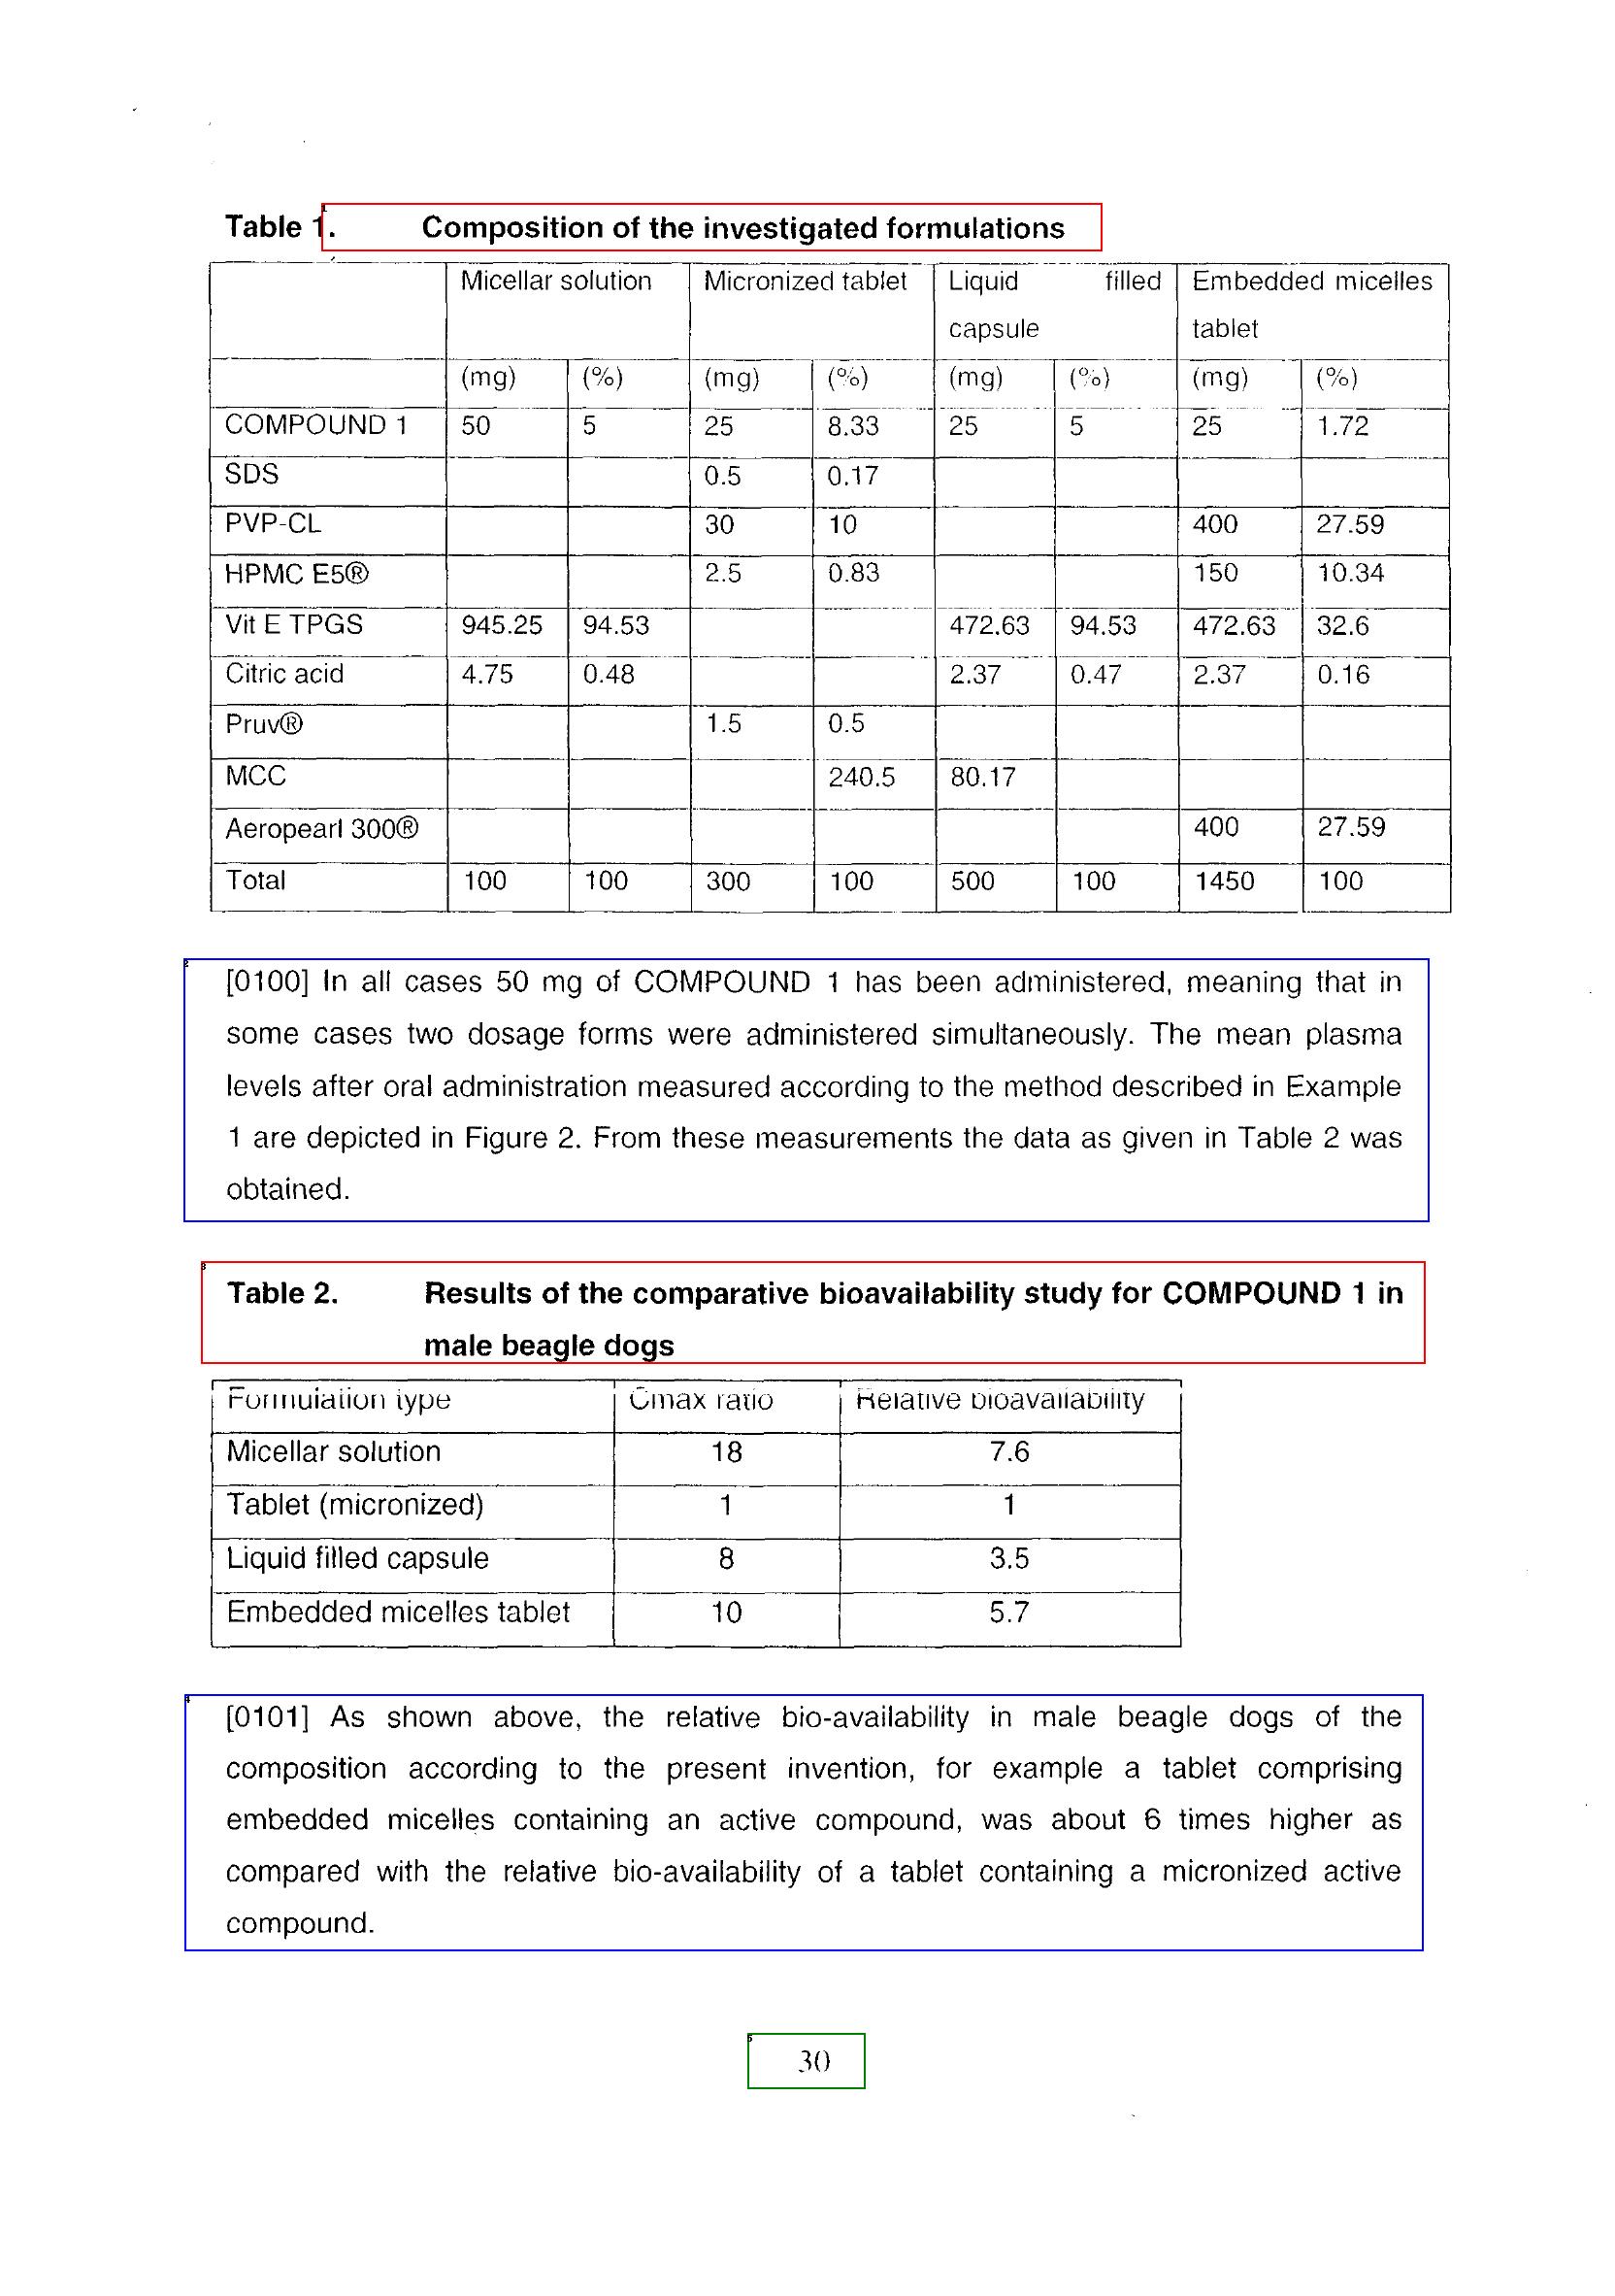 Table 1. Composition of the investigated formulations
Micellar solution Micronized tablet Liquid filled capsule Embedded micelles tablet
(mg) (%) (mg) (%) (mg) (%) (mg) (%)
COMPOUND 1 50 5 25 8.33 25 5 25 1.72
SDS 0.5 0.17
PVP-CL 30 10 400 27.59
HPMC E5® 2.5 0.83 150 10.34
Vit E TPGS 945.25 94.53 472.63 94.53 472.63 32.6
Citric acid 4.75 0.48 2.37 0.47 2.37 0.16
Pruv® 1.5 0.5
MCC 240.5 80.17
Aeropearl 300® 400 27.59
Total 100 100 300 100 500 100 1450 100
[0100] In all cases 50 mg of COMPOUND 1 has been administered, meaning that in
some cases two dosage forms were administered simultaneously. The mean plasma
levels after oral administration measured according to the method described in Example
1 are depicted in Figure 2. From these measurements the data as given in Table 2 was
obtained.
Table 2. Results of the comparative bioavailability study for COMPOUND 1 in
male beagle dogs
Formulation type Cmax ratio Relative bioavailability
Micellar solution 18 7.6
Tablet (micronized) 1 1
Liquid filled capsule 8 3.5
Embedded micelles tablet 10 5.7
[0101] As shown above, the relative bio-availability in male beagle dogs of the
composition according to the present invention, for example a tablet comprising
embedded micelles containing an active compound, was about 6 times higher as
compared with the relative bio-availability of a tablet containing a micronized active
compound.
30